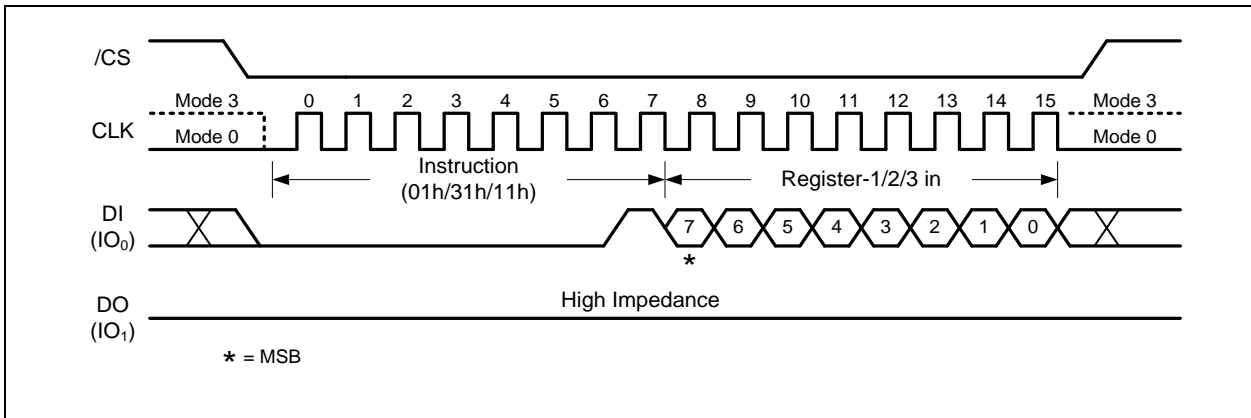 /CS
Mode 3 0 1 2 3 4 5 6 7 8 9 10 11 12 13 14 15 Mode 3
CLK
Mode 0 Mode 0
Instruction
(01h/31h/11h)
Register-1/2/3 in
DI
(IO₀)
7 6 5 4 3 2 1 0
*
High Impedance
DO
(IO₁)
* = MSB